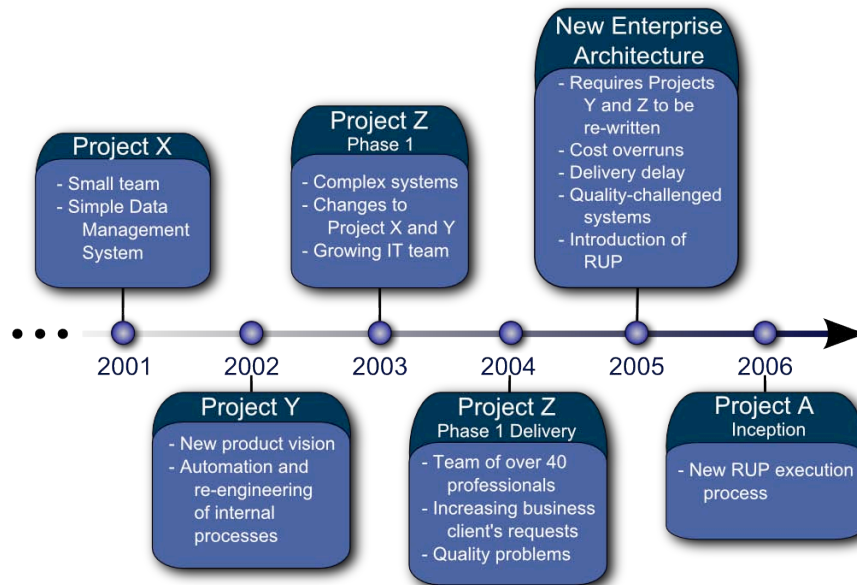 Project X
- Small team
- Simple Data
Management
System
Project Z
Phase 1
- Complex systems
- Changes to
Project X and Y
- Growing IT team
New Enterprise
Architecture
- Requires Projects
Y and Z to be
re-written
- Cost overruns
- Delivery delay
- Quality-challenged
systems
- Introduction of
RUP
2001
2002
2003
2004
2005
2006
Project Y
- New product vision
- Automation and
re-engineering
of internal
processes
Project Z
Phase 1 Delivery
- Team of over 40
professionals
- Increasing business
client's requests
- Quality problems
Project A
Inception
- New RUP execution
process